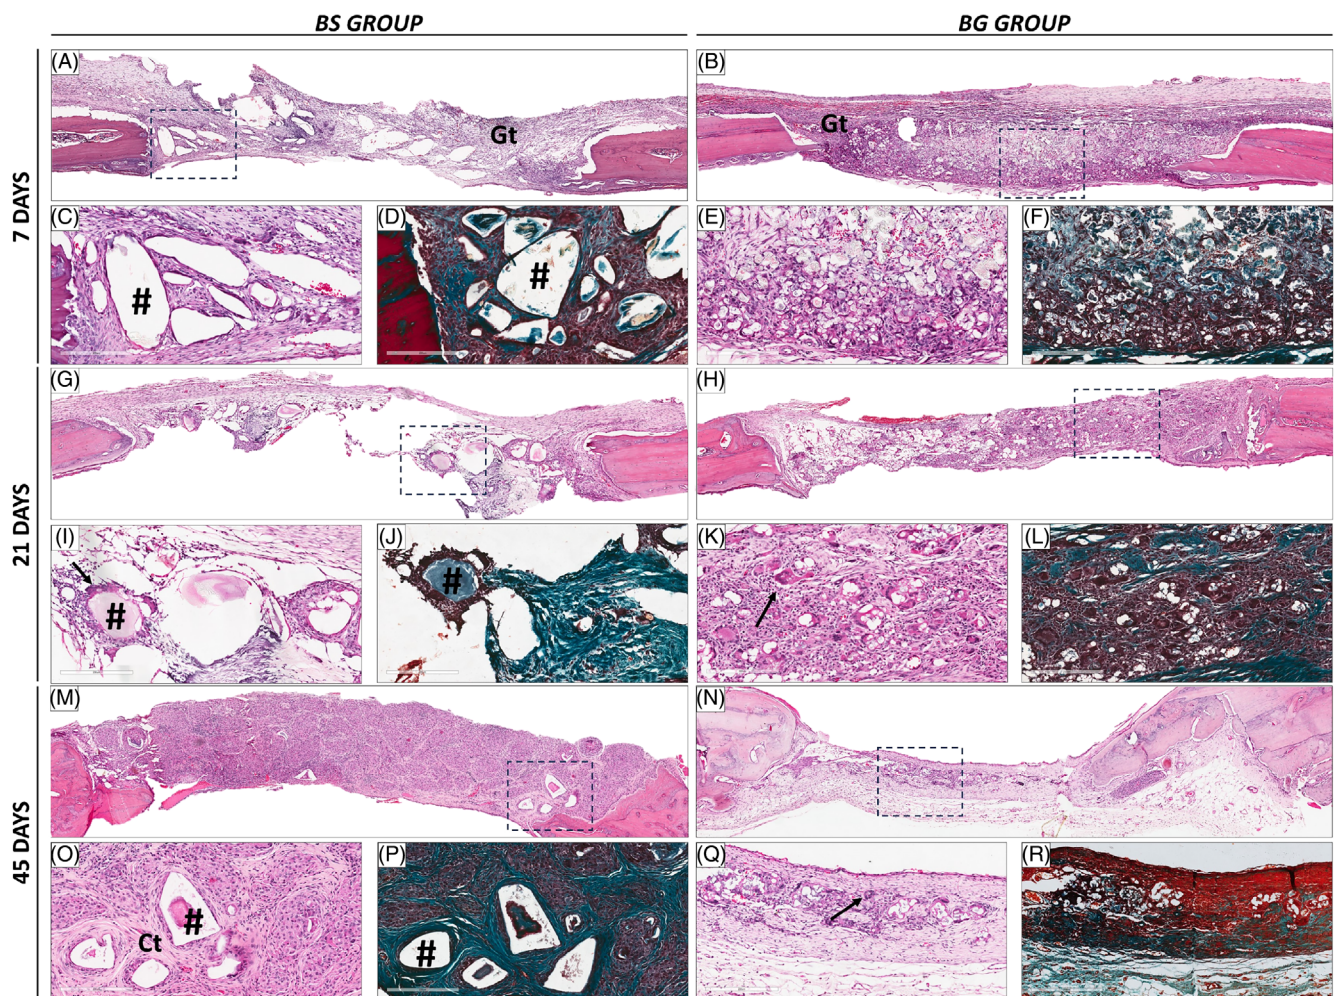 BS GROUP
BG GROUP
7 DAYS
(A)
Gt
(B)
Gt
(C)
#
(D)
#
(E)
(F)
21 DAYS
(G)
(H)
(I)
#
(J)
#
(K)
(L)
45 DAYS
(M)
(N)
(O)
#
Ct
(P)
#
(Q)
(R)